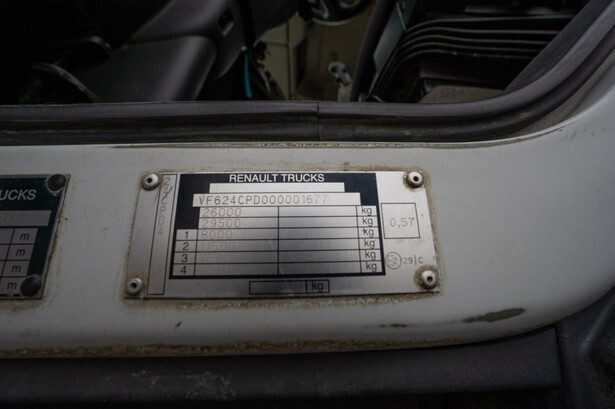 RENAULT TRUCKS
VF624CPD000001677
26000 kg
29500 kg
1 8000 kg
2 kg
3 kg
4 kg
kg
0,57
UCKS
m
m
m
m